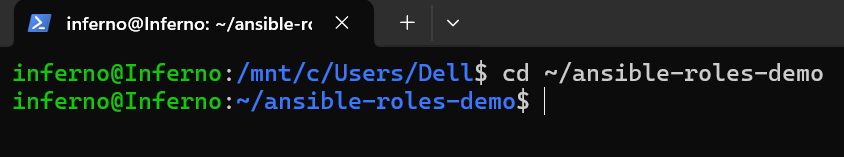 inferno@Inferno: ~/ansible-ro
inferno@Inferno:/mnt/c/Users/Dell$ cd ~/ansible-roles-demo
inferno@Inferno:~/ansible-roles-demo$